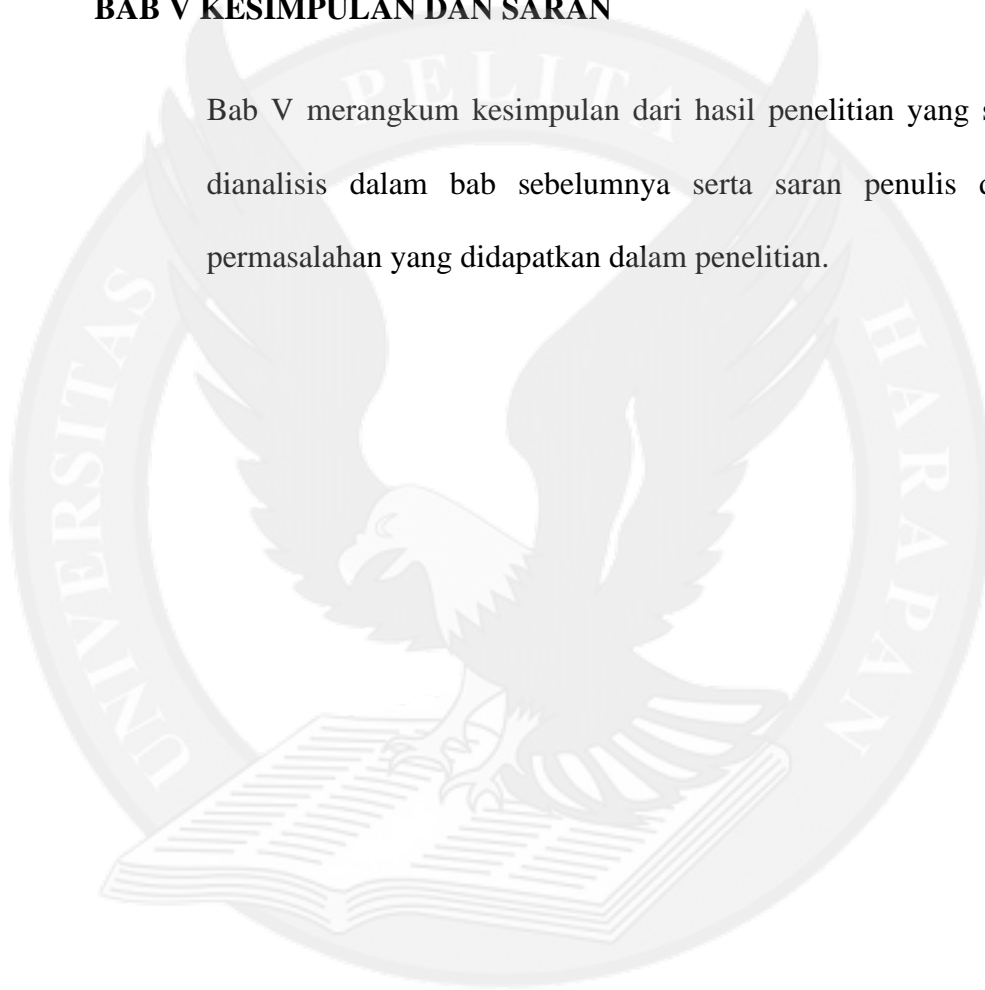 BAB V KESIMPULAN DAN SARAN
Bab V merangkum kesimpulan dari hasil penelitian yang
dianalisis dalam bab sebelumnya serta saran penulis
permasalahan yang didapatkan dalam penelitian.
UNIVERSITAS PELITA HARAPAN